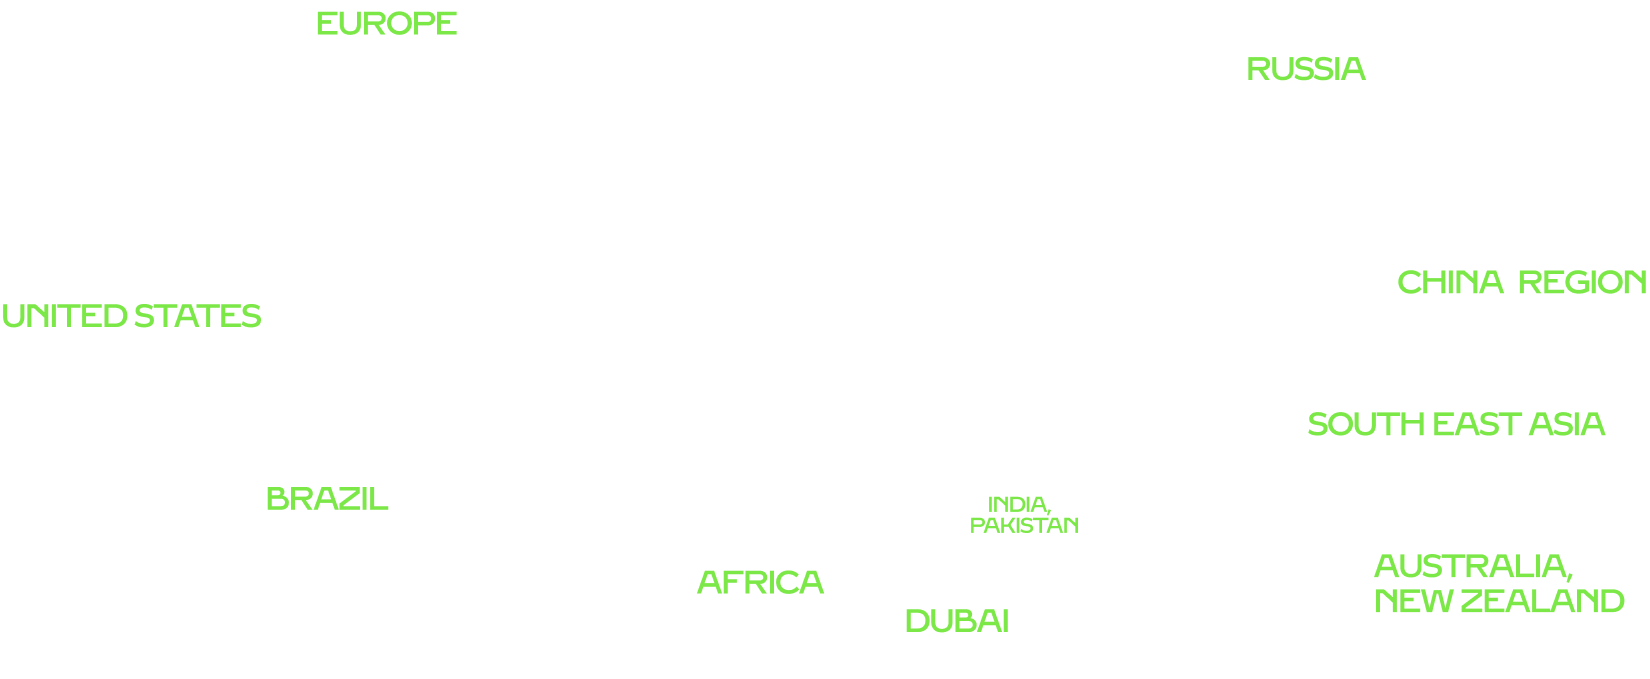 EUROPE
RUSSIA
CHINA REGION
UNITED STATES
SOUTH EAST ASIA
BRAZIL
INDIA,
PAKISTAN
AUSTRALIA,
NEW ZEALAND
AFRICA
DUBAI